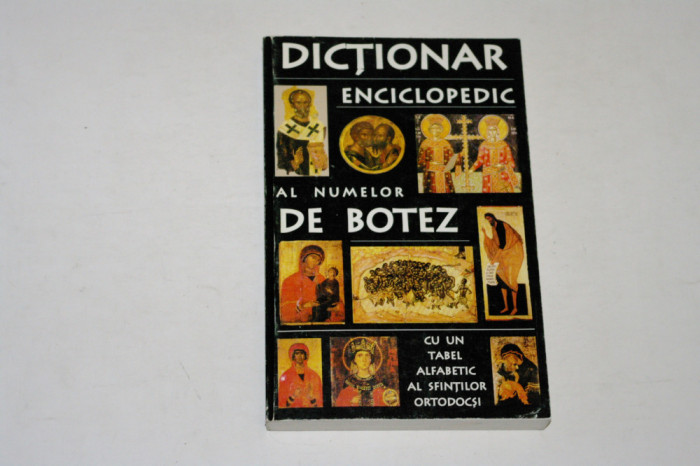 DICȚIONAR
ENCICLOPEDIC
AL NUMELOR
DE BOTEZ
CU UN
TABEL
ALFABETIC
AL SFINȚILOR
ORTODOCȘI